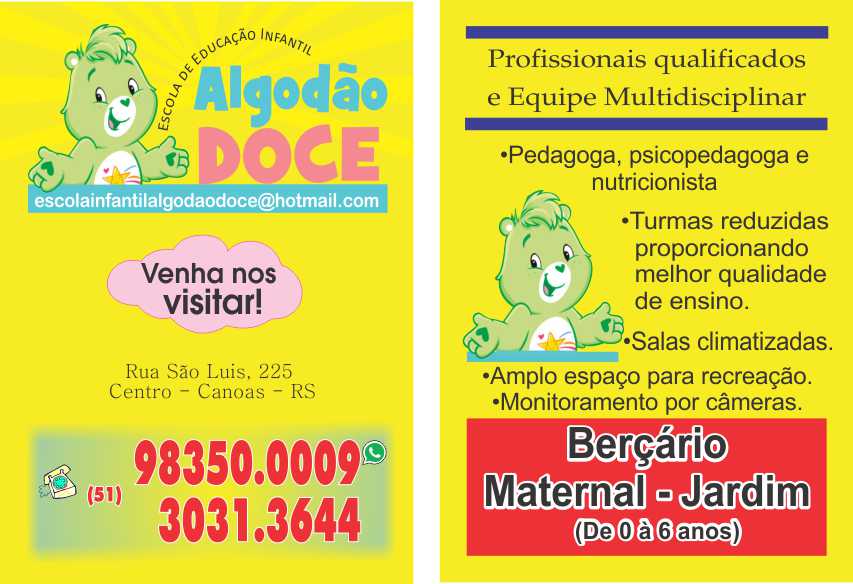 Escola de Educação Infantil
Algodão
DOCE
escolainfantilalgodaodoce@hotmail.com
Venha nos
visitar!
Rua São Luis, 225
Centro - Canoas - RS
98350.0009
(51)
3031.3644
Profissionais qualificados
e Equipe Multidisciplinar
•Pedagoga, psicopedagoga e
nutricionista
•Turmas reduzidas
proporcionando
melhor qualidade
de ensino.
•Salas climatizadas.
•Amplo espaço para recreação.
•Monitoramento por câmeras.
Berçário
Maternal - Jardim
(De 0 à 6 anos)